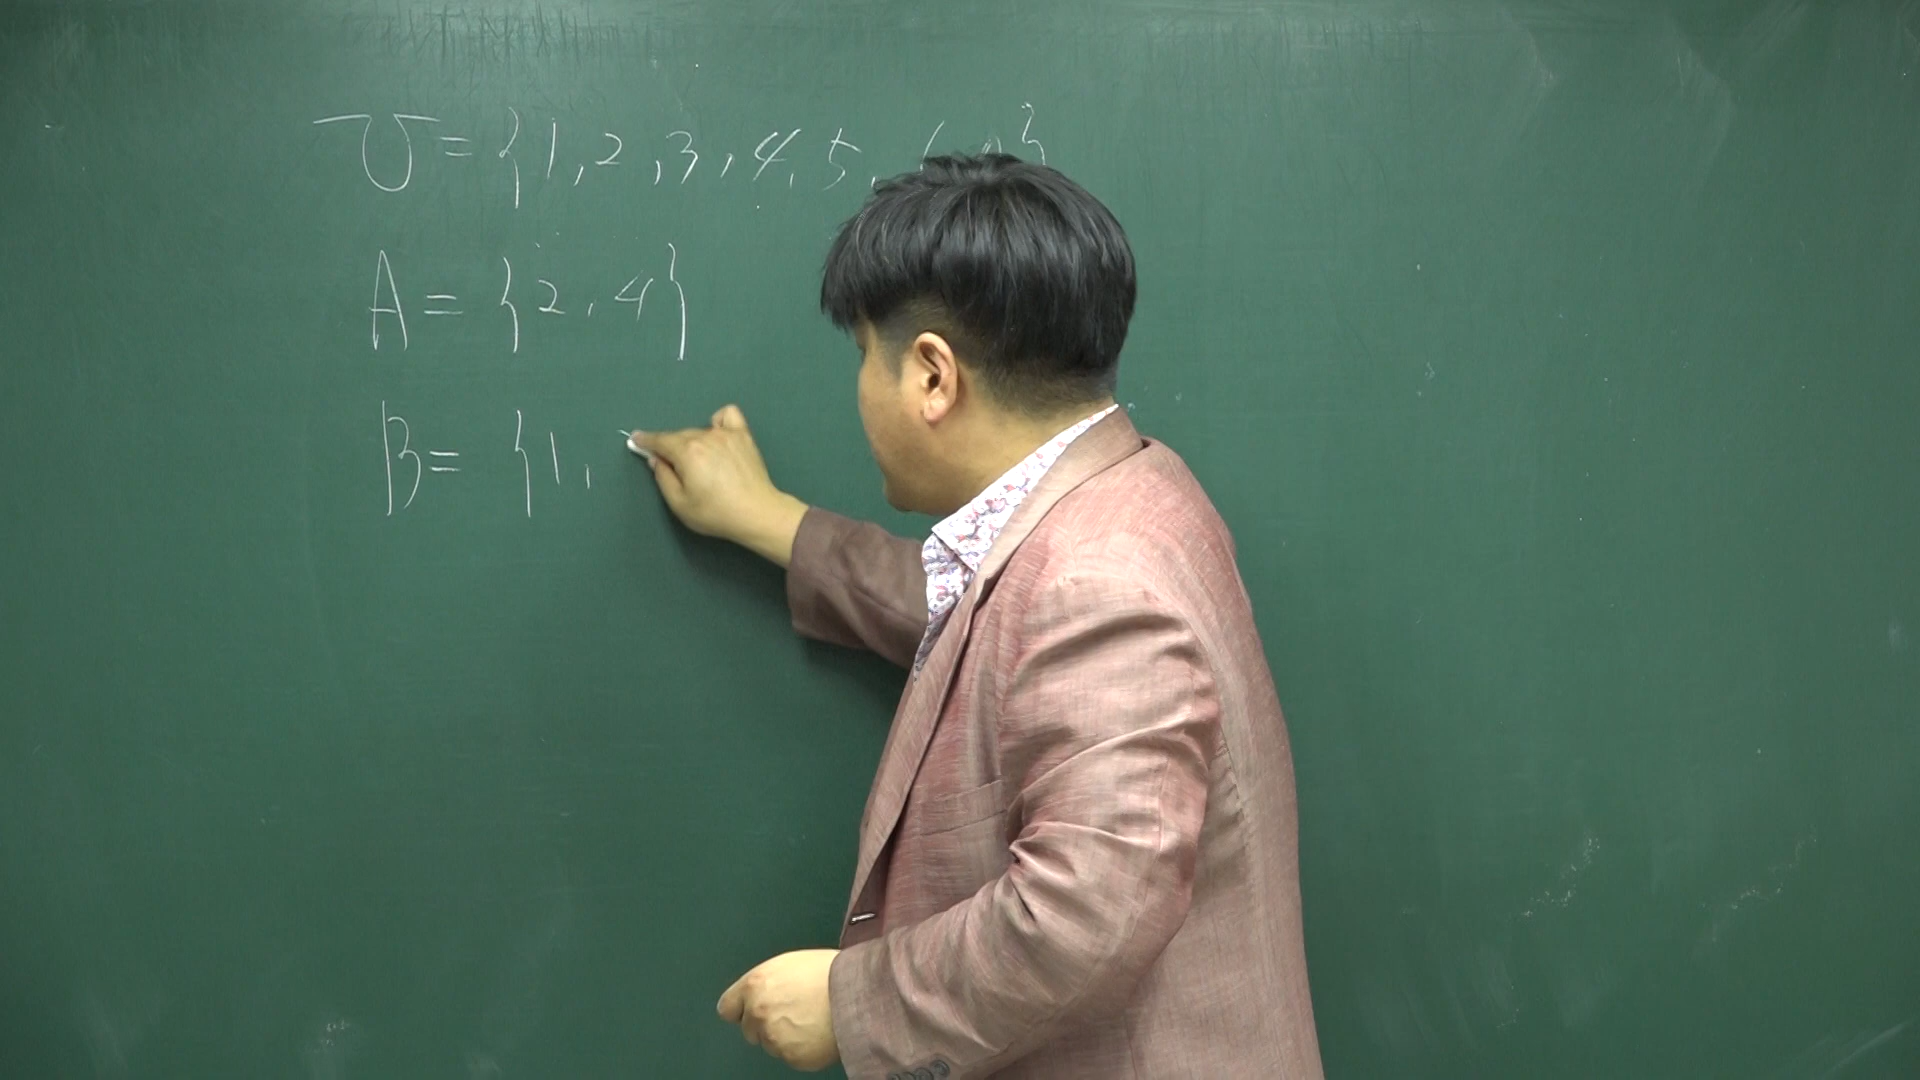 U = {1, 2, 3, 4, 5, }
A = {2, 4}
B = {1,